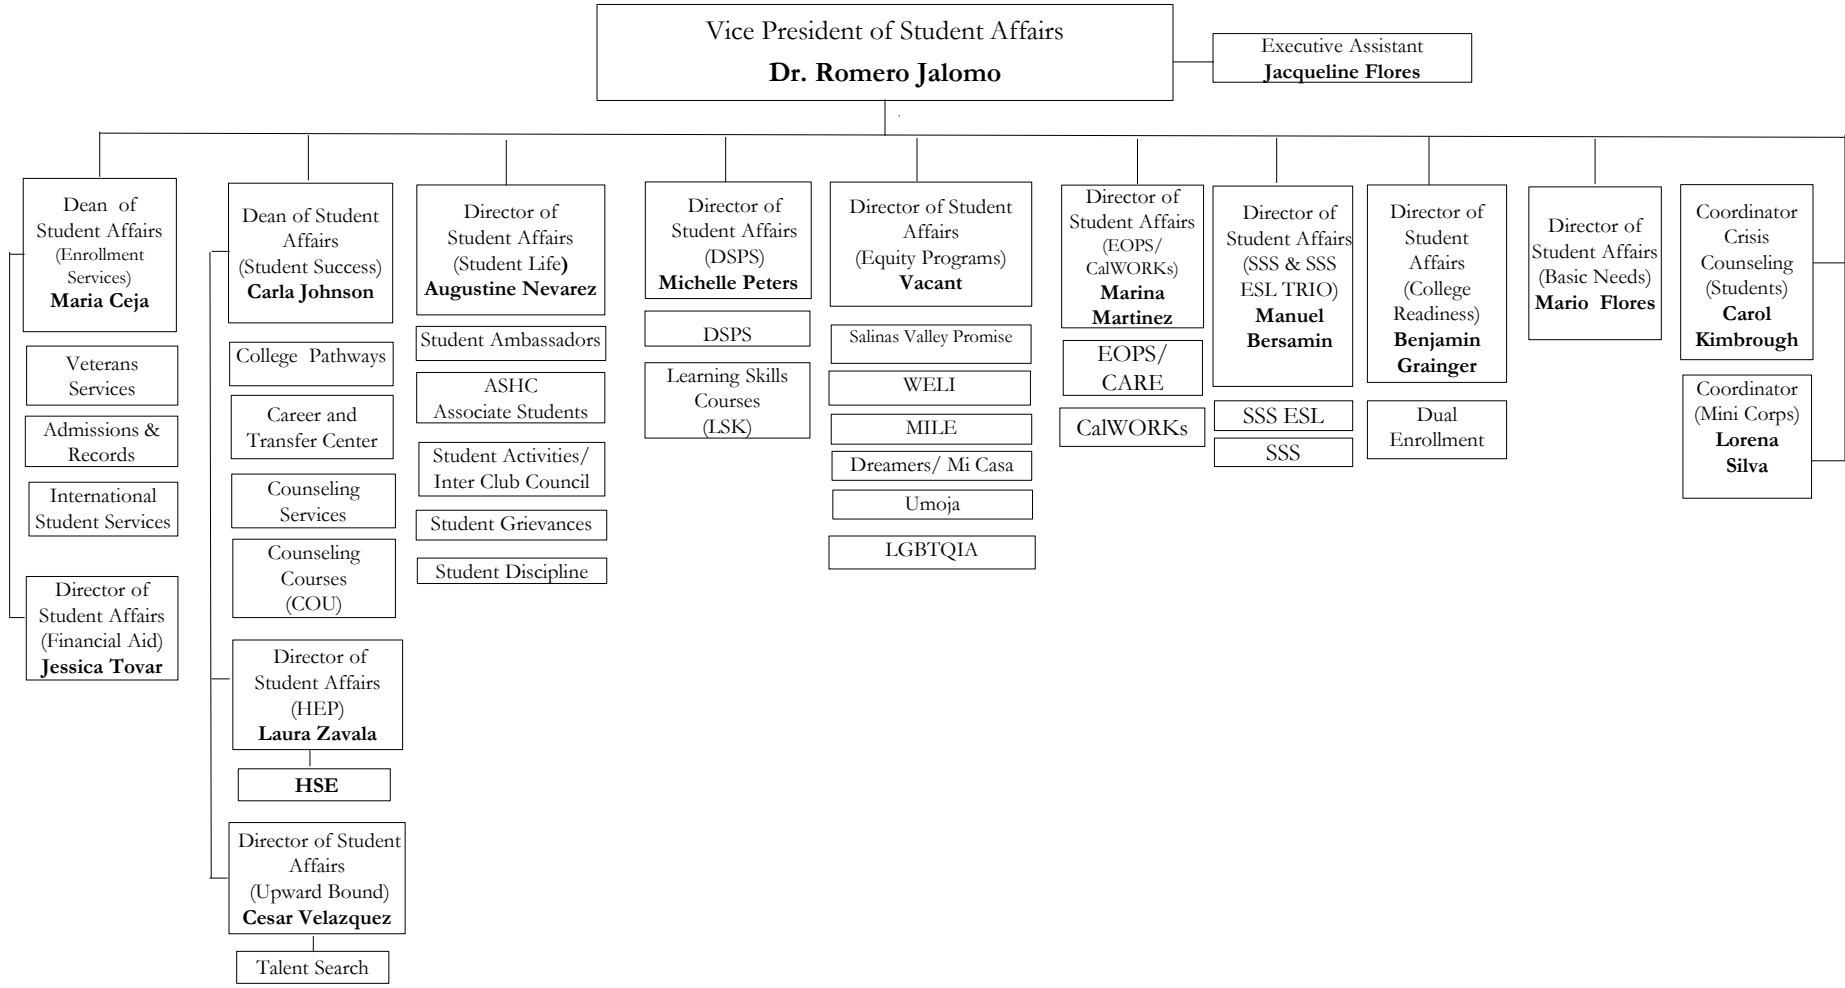 Vice President of Student Affairs
Dr. Romero Jalomo
Executive Assistant
Jacqueline Flores
Dean of
Student Affairs
(Enrollment
Services)
Maria Ceja
Veterans
Services
Admissions &
Records
International
Student Services
Director of
Student Affairs
(Financial Aid)
Jessica Tovar
Dean of Student
Affairs
(Student Success)
Carla Johnson
College Pathways
Career and
Transfer Center
Counseling
Services
Counseling
Courses
(COU)
Director of
Student Affairs
(HEP)
Laura Zavala
HSE
Director of Student
Affairs
(Upward Bound)
Cesar Velazquez
Talent Search
Director of
Student Affairs
(Student Life)
Augustine Nevarez
Student Ambassadors
ASHC
Associate Students
Student Activities/
Inter Club Council
Student Grievances
Student Discipline
Director of
Student Affairs
(DSPS)
Michelle Peters
DSPS
Learning Skills
Courses
(LSK)
Director of Student
Affairs
(Equity Programs)
Vacant
Salinas Valley Promise
WELI
MILE
Dreamers/ Mi Casa
Umoja
LGBTQIA
Director of
Student Affairs
(EOPS/
CalWORKs)
Marina
Martinez
EOPS/
CARE
CalWORKs
Director of
Student Affairs
(SSS & SSS
ESL TRIO)
Manuel
Bersamin
SSS ESL
SSS
Director of
Student
Affairs
(College
Readiness)
Benjamin
Grainger
Dual
Enrollment
Director of
Student Affairs
(Basic Needs)
Mario Flores
Coordinator
Crisis
Counseling
(Students)
Carol
Kimbrough
Coordinator
(Mini Corps)
Lorena
Silva